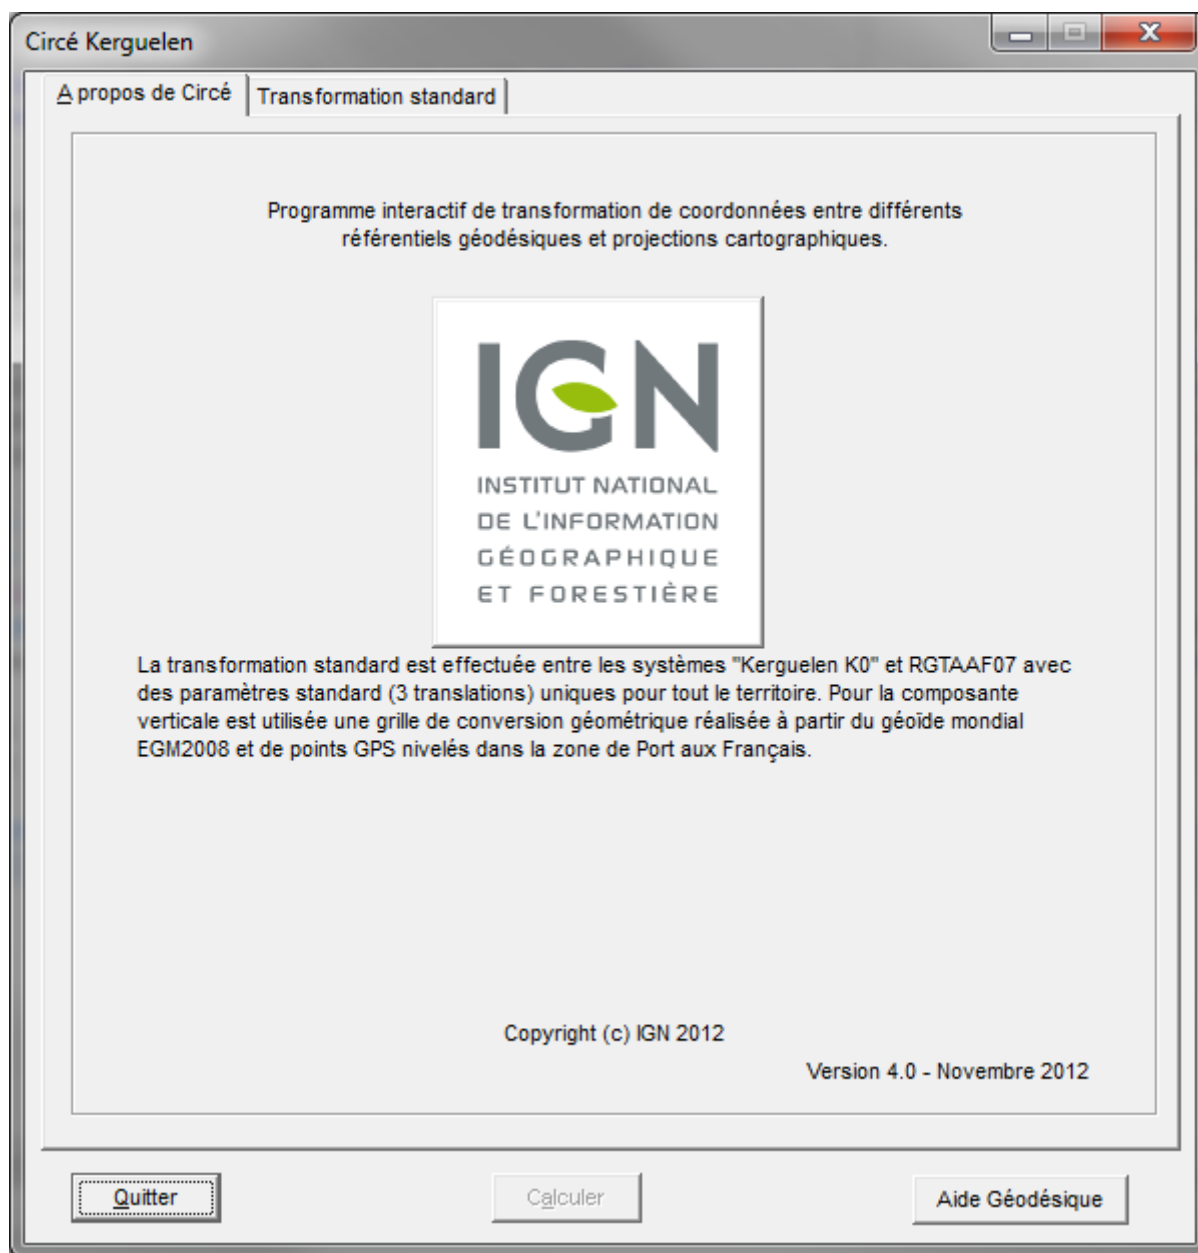 Circé Kerguelen
A propos de Circé
Transformation standard
Programme interactif de transformation de coordonnées entre différents
référentiels géodésiques et projections cartographiques.
IGN
INSTITUT NATIONAL
DE L'INFORMATION
GÉOGRAPHIQUE
ET FORESTIÈRE
La transformation standard est effectuée entre les systèmes "Kerguelen K0" et RGTAAF07 avec
des paramètres standard (3 translations) uniques pour tout le territoire. Pour la composante
verticale est utilisée une grille de conversion géométrique réalisée à partir du géoïde mondial
EGM2008 et de points GPS nivelés dans la zone de Port aux Français.
Copyright (c) IGN 2012
Version 4.0 - Novembre 2012
Quitter
Calculer
Aide Géodésique